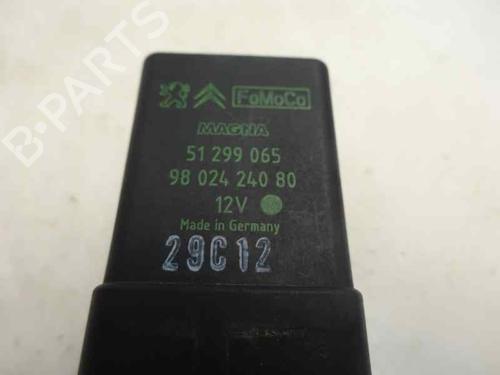 FoMoCo
MAGNA
51 299 065
98 024 240 80
12V
Made in Germany
29C12
B-PARTS